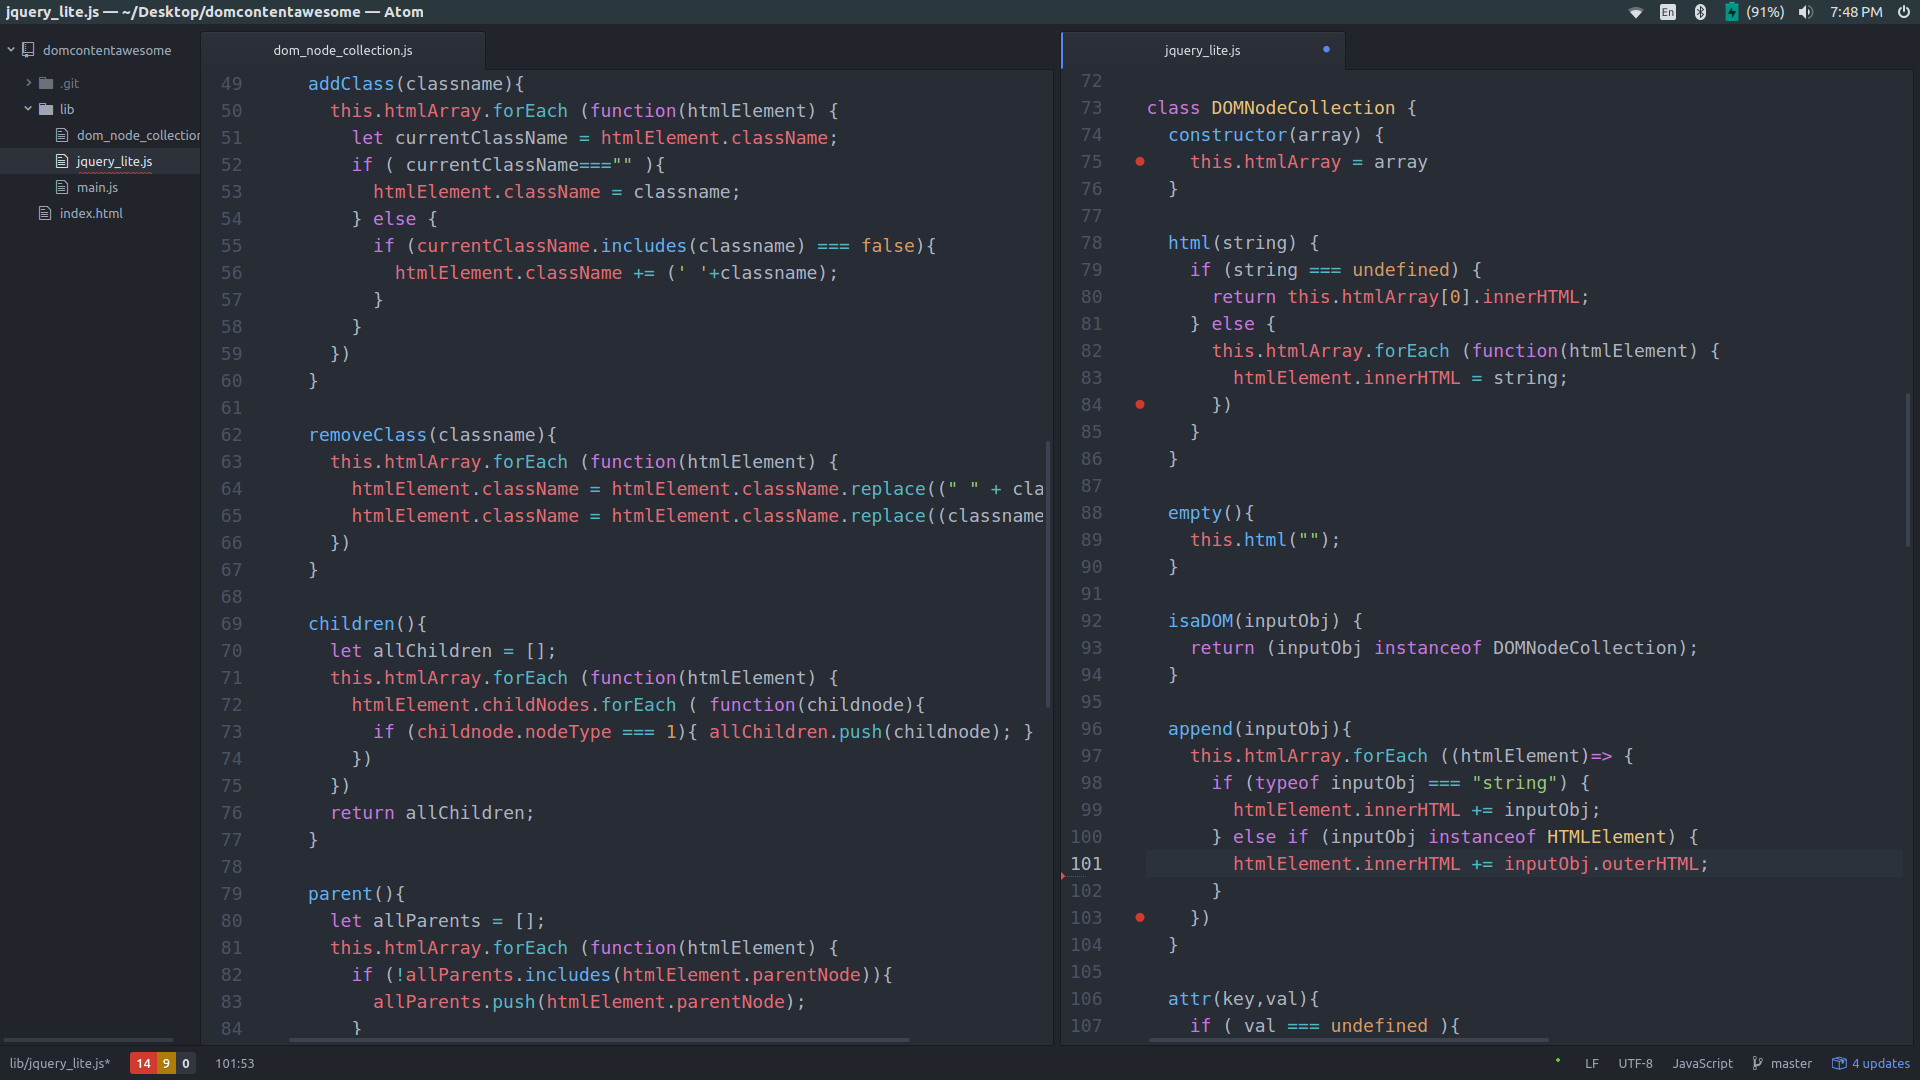 jquery_lite.js — ~/Desktop/domcontentawesome — Atom
En (91%) 7:48 PM
domcontentawesome
.git
lib
dom_node_collection
jquery_lite.js
main.js
index.html
dom_node_collection.js
49 addClass(classname){
50 this.htmlArray.forEach (function(htmlElement) {
51 let currentClassName = htmlElement.className;
52 if ( currentClassName==="" ){
53 htmlElement.className = classname;
54 } else {
55 if (currentClassName.includes(classname) === false){
56 htmlElement.className += (' '+classname);
57 }
58 }
59 })
60 }
61
62 removeClass(classname){
63 this.htmlArray.forEach (function(htmlElement) {
64 htmlElement.className = htmlElement.className.replace((" " + cla
65 htmlElement.className = htmlElement.className.replace((classname
66 })
67 }
68
69 children(){
70 let allChildren = [];
71 this.htmlArray.forEach (function(htmlElement) {
72 htmlElement.childNodes.forEach ( function(childnode){
73 if (childnode.nodeType === 1){ allChildren.push(childnode); }
74 })
75 })
76 return allChildren;
77 }
78
79 parent(){
80 let allParents = [];
81 this.htmlArray.forEach (function(htmlElement) {
82 if (!allParents.includes(htmlElement.parentNode)){
83 allParents.push(htmlElement.parentNode);
84 }
jquery_lite.js
72
73 class DOMNodeCollection {
74 constructor(array) {
75 this.htmlArray = array
76 }
77
78 html(string) {
79 if (string === undefined) {
80 return this.htmlArray[0].innerHTML;
81 } else {
82 this.htmlArray.forEach (function(htmlElement) {
83 htmlElement.innerHTML = string;
84 })
85 }
86 }
87
88 empty(){
89 this.html("");
90 }
91
92 isaDOM(inputObj) {
93 return (inputObj instanceof DOMNodeCollection);
94 }
95
96 append(inputObj){
97 this.htmlArray.forEach ((htmlElement)=> {
98 if (typeof inputObj === "string") {
99 htmlElement.innerHTML += inputObj;
100 } else if (inputObj instanceof HTMLElement) {
101 htmlElement.innerHTML += inputObj.outerHTML;
102 }
103 })
104 }
105
106 attr(key,val){
107 if ( val === undefined ){
lib/jquery_lite.js* 14 9 0 101:53
LF UTF-8 JavaScript master 4 updates